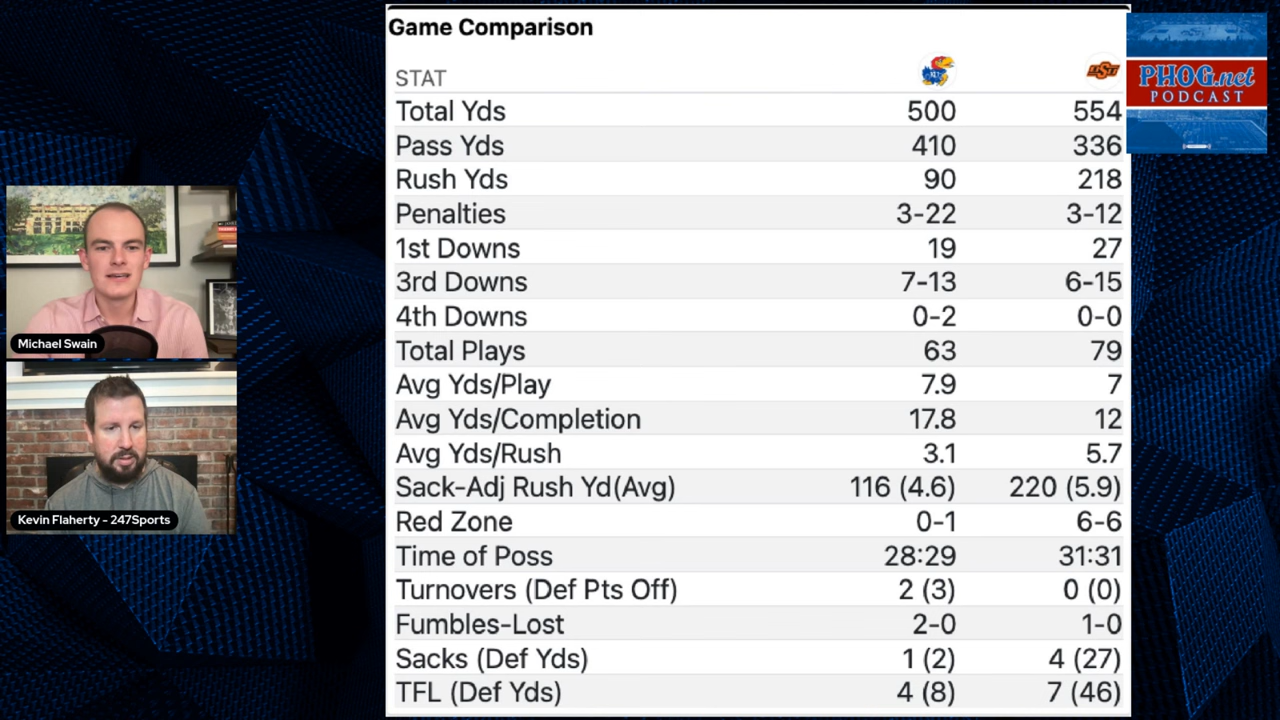 Game Comparison
STAT
Total Yds 500 554
Pass Yds 410 336
Rush Yds 90 218
Penalties 3-22 3-12
1st Downs 19 27
3rd Downs 7-13 6-15
4th Downs 0-2 0-0
Total Plays 63 79
Avg Yds/Play 7.9 7
Avg Yds/Completion 17.8 12
Avg Yds/Rush 3.1 5.7
Sack-Adj Rush Yd(Avg) 116 (4.6) 220 (5.9)
Red Zone 0-1 6-6
Time of Poss 28:29 31:31
Turnovers (Def Pts Off) 2 (3) 0 (0)
Fumbles-Lost 2-0 1-0
Sacks (Def Yds) 1 (2) 4 (27)
TFL (Def Yds) 4 (8) 7 (46)
PHOG.net
PODCAST
Michael Swain
Kevin Flaherty - 247Sports